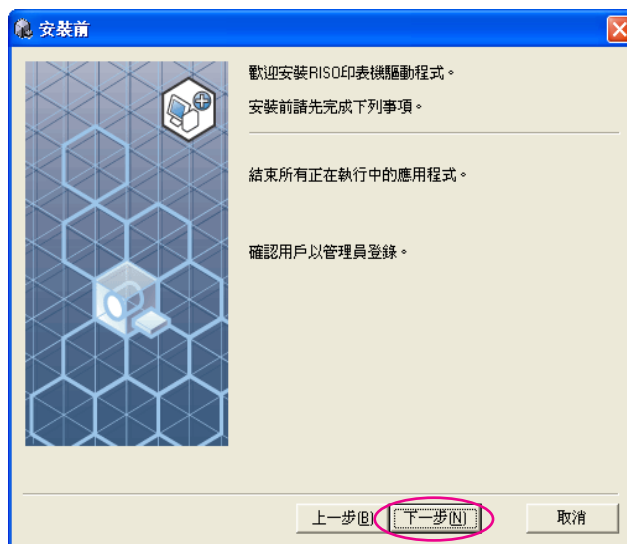 安裝前
歡迎安裝RISO印表機驅動程式。
安裝前請先完成下列事項。
結束所有正在執行中的應用程式。
確認用戶以管理員登錄。
上一步(B) 下一步(N) 取消